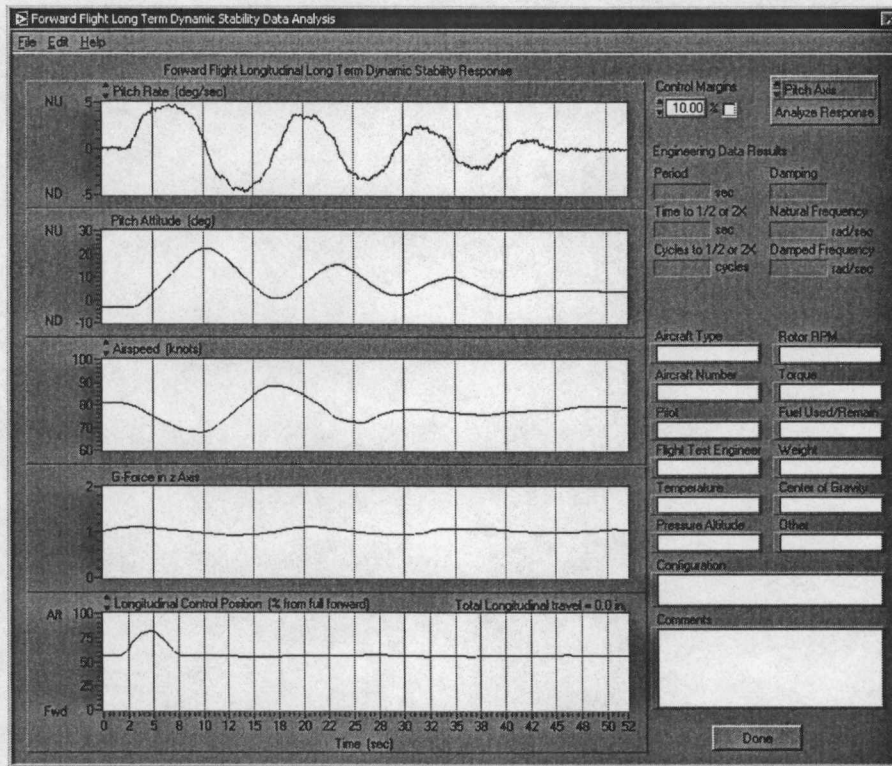 Forward Flight Long Term Dynamic Stability Data Analysis
File Edit Help
Forward Flight Longitudinal Long Term Dynamic Stability Response
Pitch Rate (deg/sec)
NU 5
0
ND -5
Pitch Attitude (deg)
NU 30
20
10
0
ND -10
Airspeed (knots)
100
90
80
70
60
G-Force in z Axis
2
1
0
Longitudinal Control Position (% from full forward) Total Longitudinal travel = 0.0 in.
Aft 100
75
50
25
Fwd 0
0 2 5 8 10 12 15 17 20 22 25 28 30 32 35 38 40 42 45 48 50 52
Time (sec)
Control Margins
10.00 %
Pitch Axis
Analyze Response
Engineering Data Results
Period Damping
sec
Time to 1/2 or 2X Natural Frequency
sec rad/sec
Cycles to 1/2 or 2X Damped Frequency
cycles rad/sec
Aircraft Type Rotor RPM
Aircraft Number Torque
Pilot Fuel Used/Remain
Flight Test Engineer Weight
Temperature Center of Gravity
Pressure Altitude Other
Configuration
Comments
Done